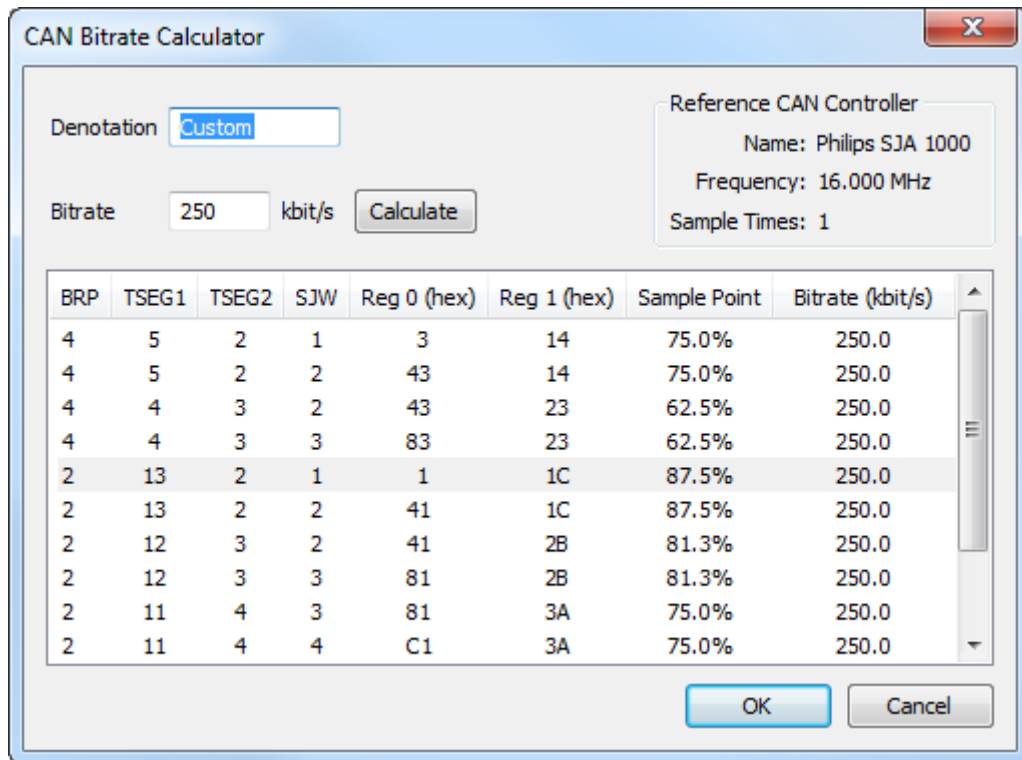 CAN Bitrate Calculator
Denotation Custom
Reference CAN Controller
Name: Philips SJA 1000
Frequency: 16.000 MHz
Sample Times: 1
Bitrate 250 kbit/s Calculate
BRP TSEG1 TSEG2 SJW Reg 0 (hex) Reg 1 (hex) Sample Point Bitrate (kbit/s)
4 5 2 1 3 14 75.0% 250.0
4 5 2 2 43 14 75.0% 250.0
4 4 3 2 43 23 62.5% 250.0
4 4 3 3 83 23 62.5% 250.0
2 13 2 1 1 1C 87.5% 250.0
2 13 2 2 41 1C 87.5% 250.0
2 12 3 2 41 2B 81.3% 250.0
2 12 3 3 81 2B 81.3% 250.0
2 11 4 3 81 3A 75.0% 250.0
2 11 4 4 C1 3A 75.0% 250.0
OK Cancel